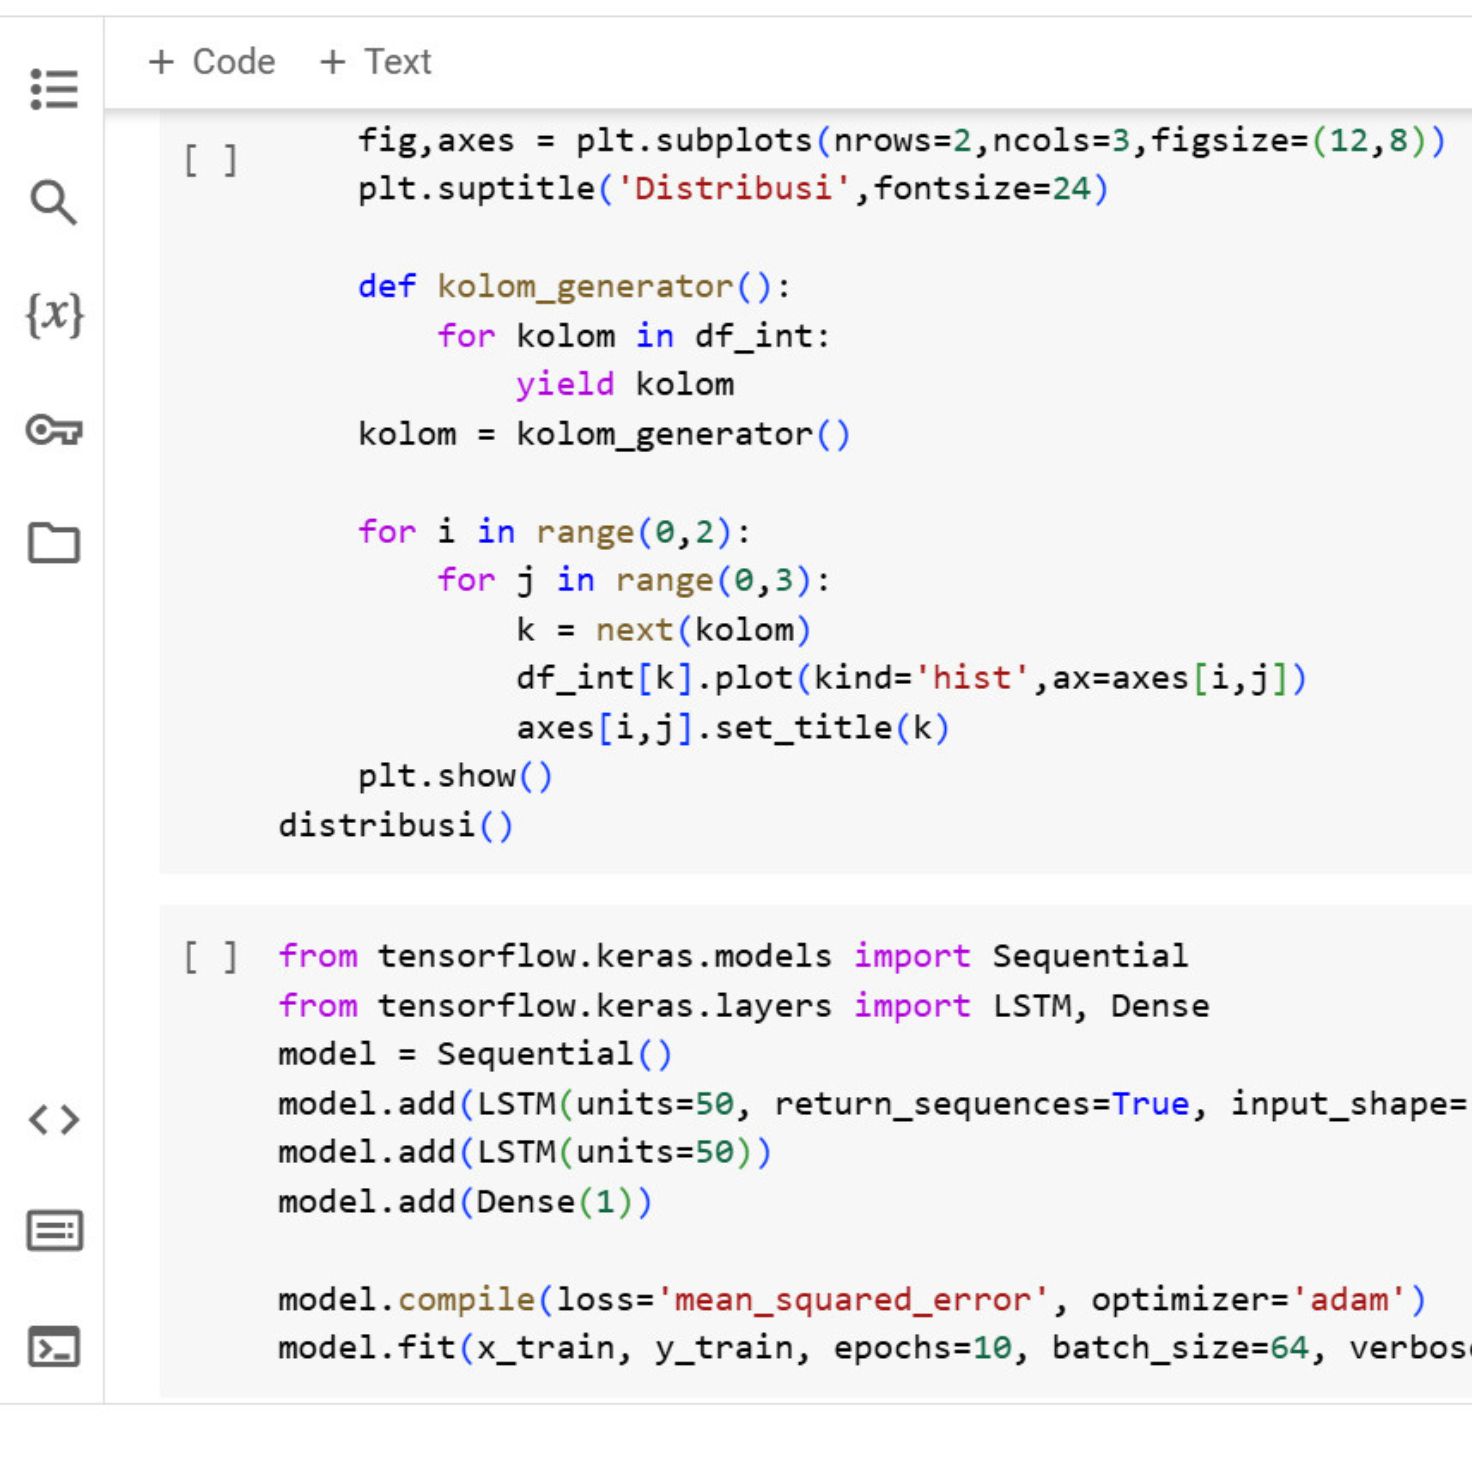 + Code + Text
[ ]
fig,axes = plt.subplots(nrows=2,ncols=3,figsize=(12,8))
plt.suptitle('Distribusi',fontsize=24)
def kolom_generator():
for kolom in df_int:
yield kolom
kolom = kolom_generator()
for i in range(0,2):
for j in range(0,3):
k = next(kolom)
df_int[k].plot(kind='hist',ax=axes[i,j])
axes[i,j].set_title(k)
plt.show()
distribusi()
{x}
[ ] from tensorflow.keras.models import Sequential
from tensorflow.keras.layers import LSTM, Dense
model = Sequential()
model.add(LSTM(units=50, return_sequences=True, input_shape=
model.add(LSTM(units=50))
model.add(Dense(1))
model.compile(loss='mean_squared_error', optimizer='adam')
model.fit(x_train, y_train, epochs=10, batch_size=64,